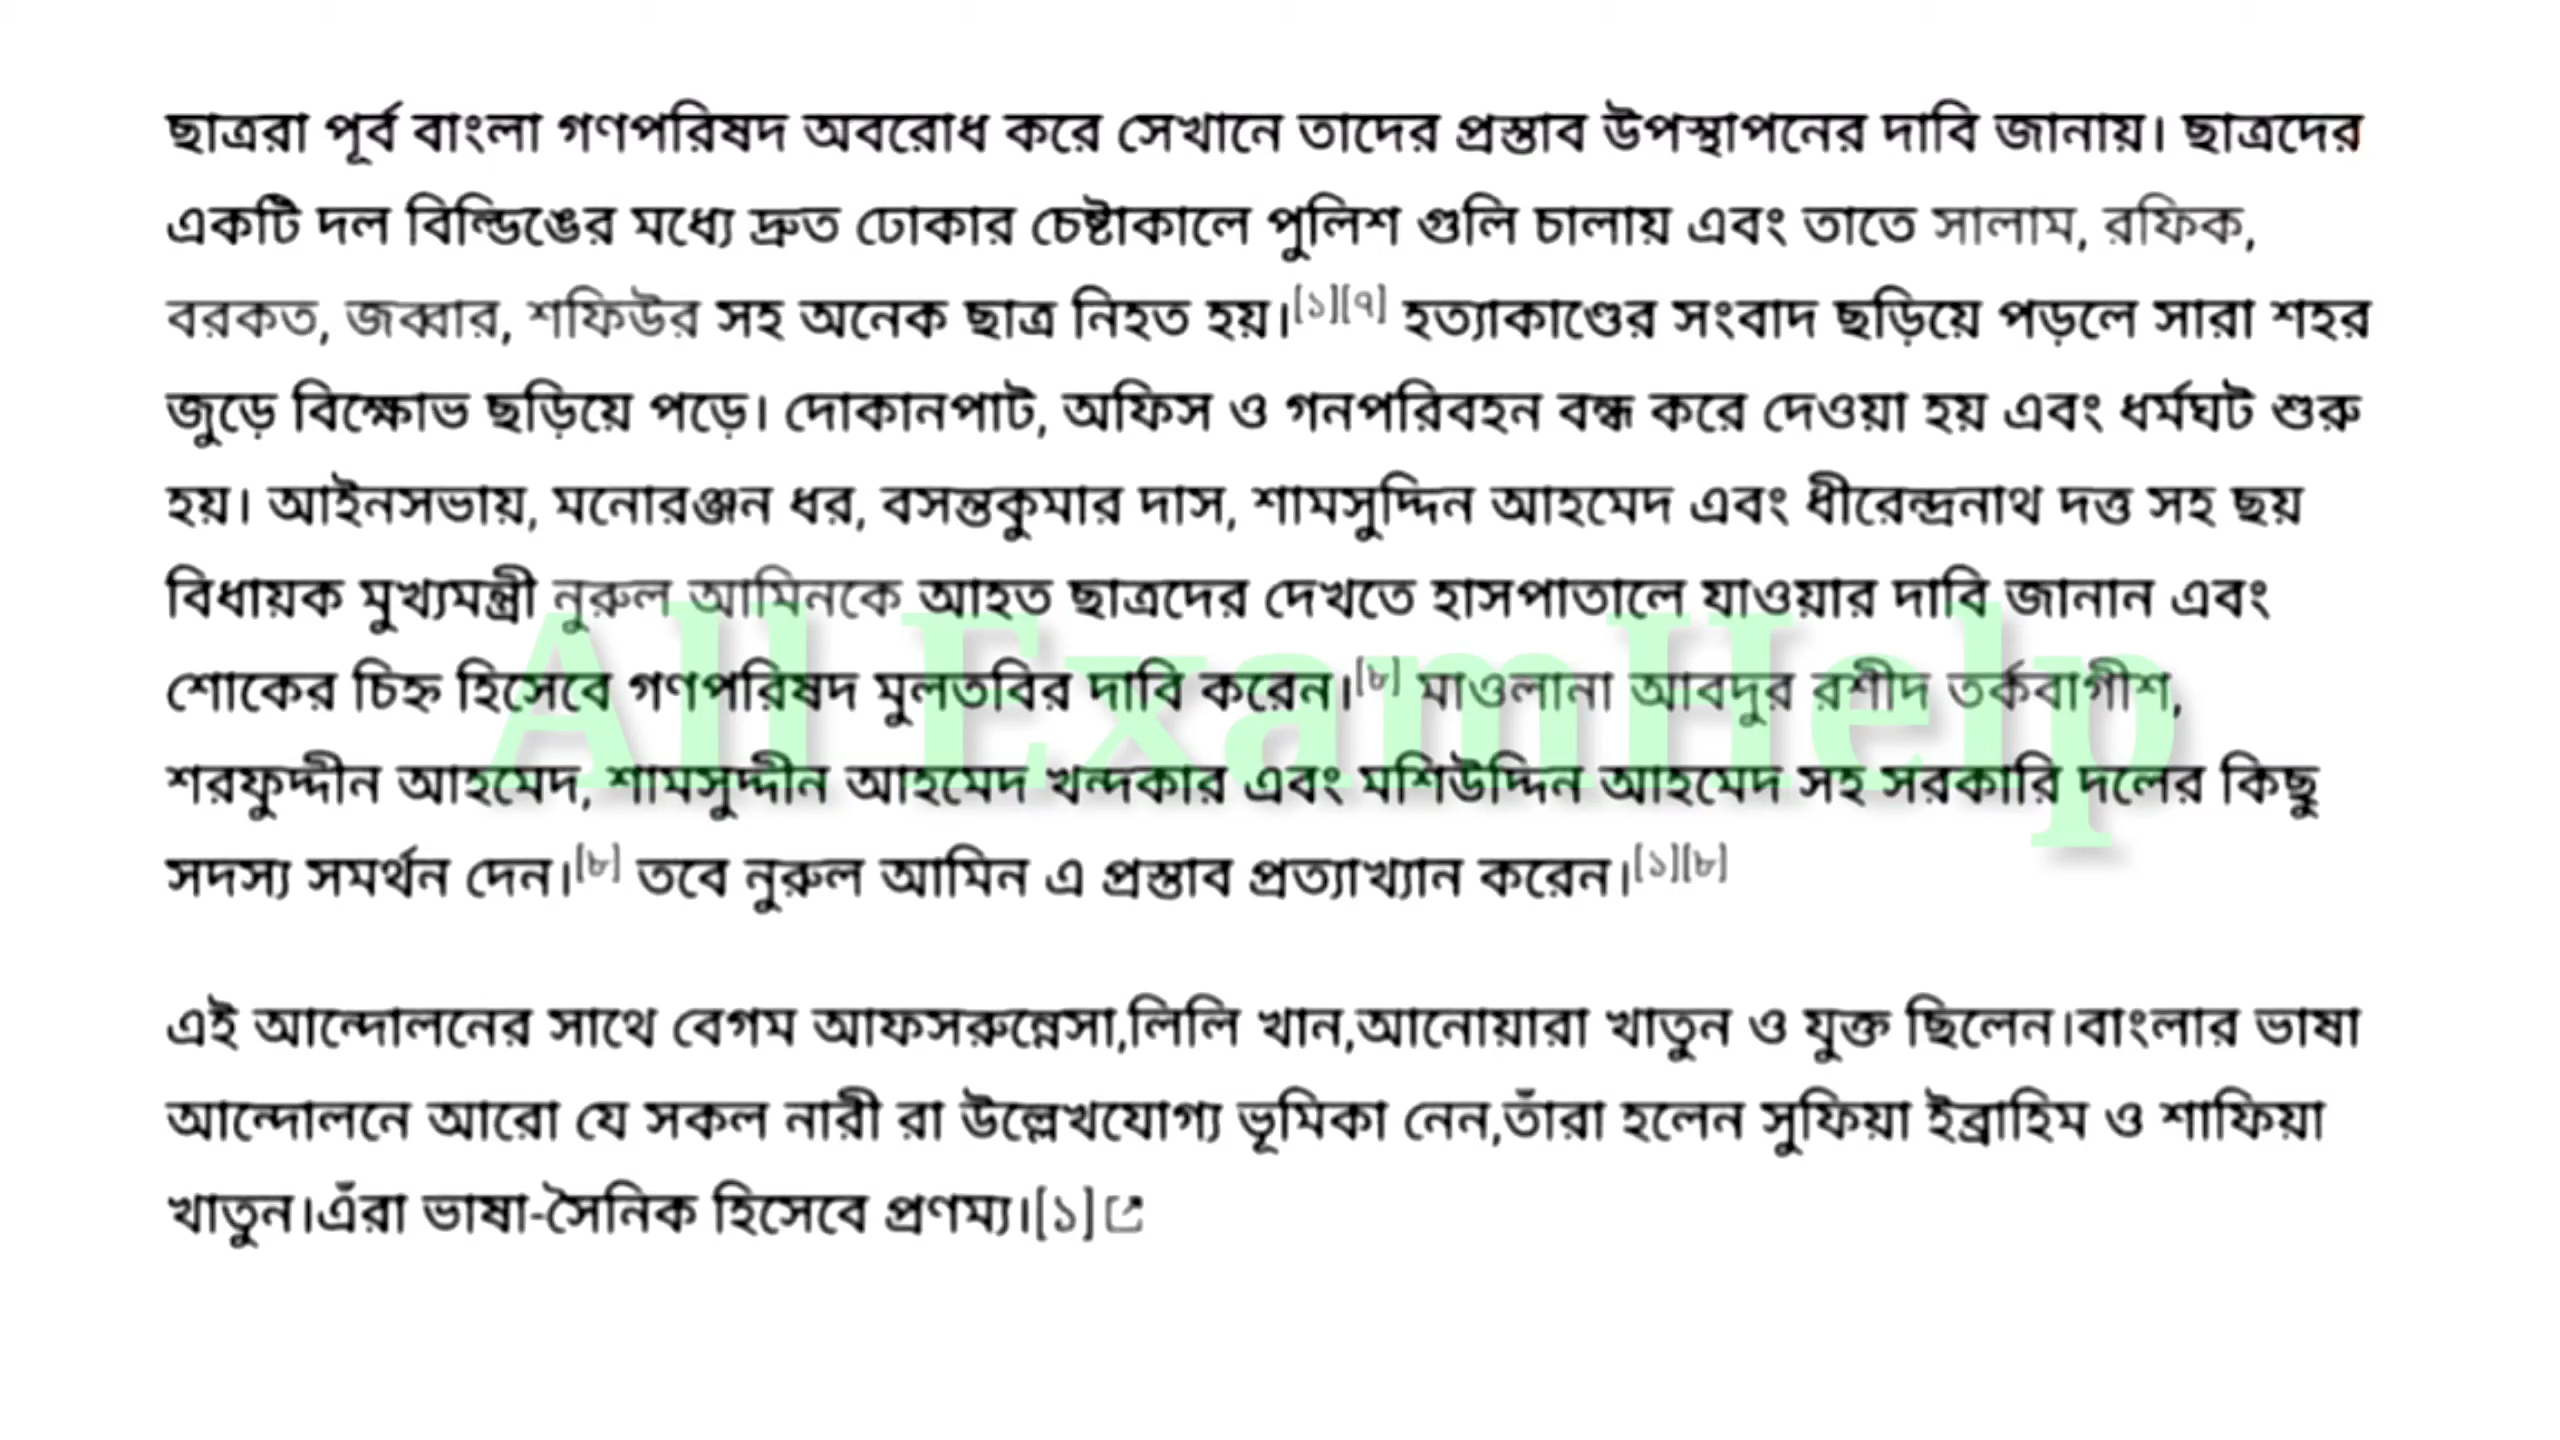 ছাত্ররা পূর্ব বাংলা গণপরিষদ অবরোধ করে সেখানে তাদের প্রস্তাব উপস্থাপনের দাবি জানায়। ছাত্রদের
একটি দল বিল্ডিঙের মধ্যে দ্রুত ঢোকার চেষ্টাকালে পুলিশ গুলি চালায় এবং তাতে সালাম, রফিক,
বরকত, জব্বার, শফিউর সহ অনেক ছাত্র নিহত হয়।[১][৭] হত্যাকাণ্ডের সংবাদ ছড়িয়ে পড়লে সারা শহর
জুড়ে বিক্ষোভ ছড়িয়ে পড়ে। দোকানপাট, অফিস ও গনপরিবহন বন্ধ করে দেওয়া হয় এবং ধর্মঘট শুরু
হয়। আইনসভায়, মনোরঞ্জন ধর, বসন্তকুমার দাস, শামসুদ্দিন আহমেদ এবং ধীরেন্দ্রনাথ দত্ত সহ ছয়
বিধায়ক মুখ্যমন্ত্রী নুরুল আমিনকে আহত ছাত্রদের দেখতে হাসপাতালে যাওয়ার দাবি জানান এবং
শোকের চিহ্ন হিসেবে গণপরিষদ মুলতবির দাবি করেন।[৮] মাওলানা আবদুর রশীদ তর্কবাগীশ,
All ExamHelp
শরফুদ্দীন আহমেদ, শামসুদ্দীন আহমেদ খন্দকার এবং মশিউদ্দিন আহমেদ সহ সরকারি দলের কিছু
সদস্য সমর্থন দেন।[৮] তবে নুরুল আমিন এ প্রস্তাব প্রত্যাখ্যান করেন।[১][৮]
এই আন্দোলনের সাথে বেগম আফসরুন্নেসা,লিলি খান,আনোয়ারা খাতুন ও যুক্ত ছিলেন।বাংলার ভাষা
আন্দোলনে আরো যে সকল নারী রা উল্লেখযোগ্য ভূমিকা নেন,তাঁরা হলেন সুফিয়া ইব্রাহিম ও শাফিয়া
খাতুন।এঁরা ভাষা-সৈনিক হিসেবে প্রণম্য।[১]